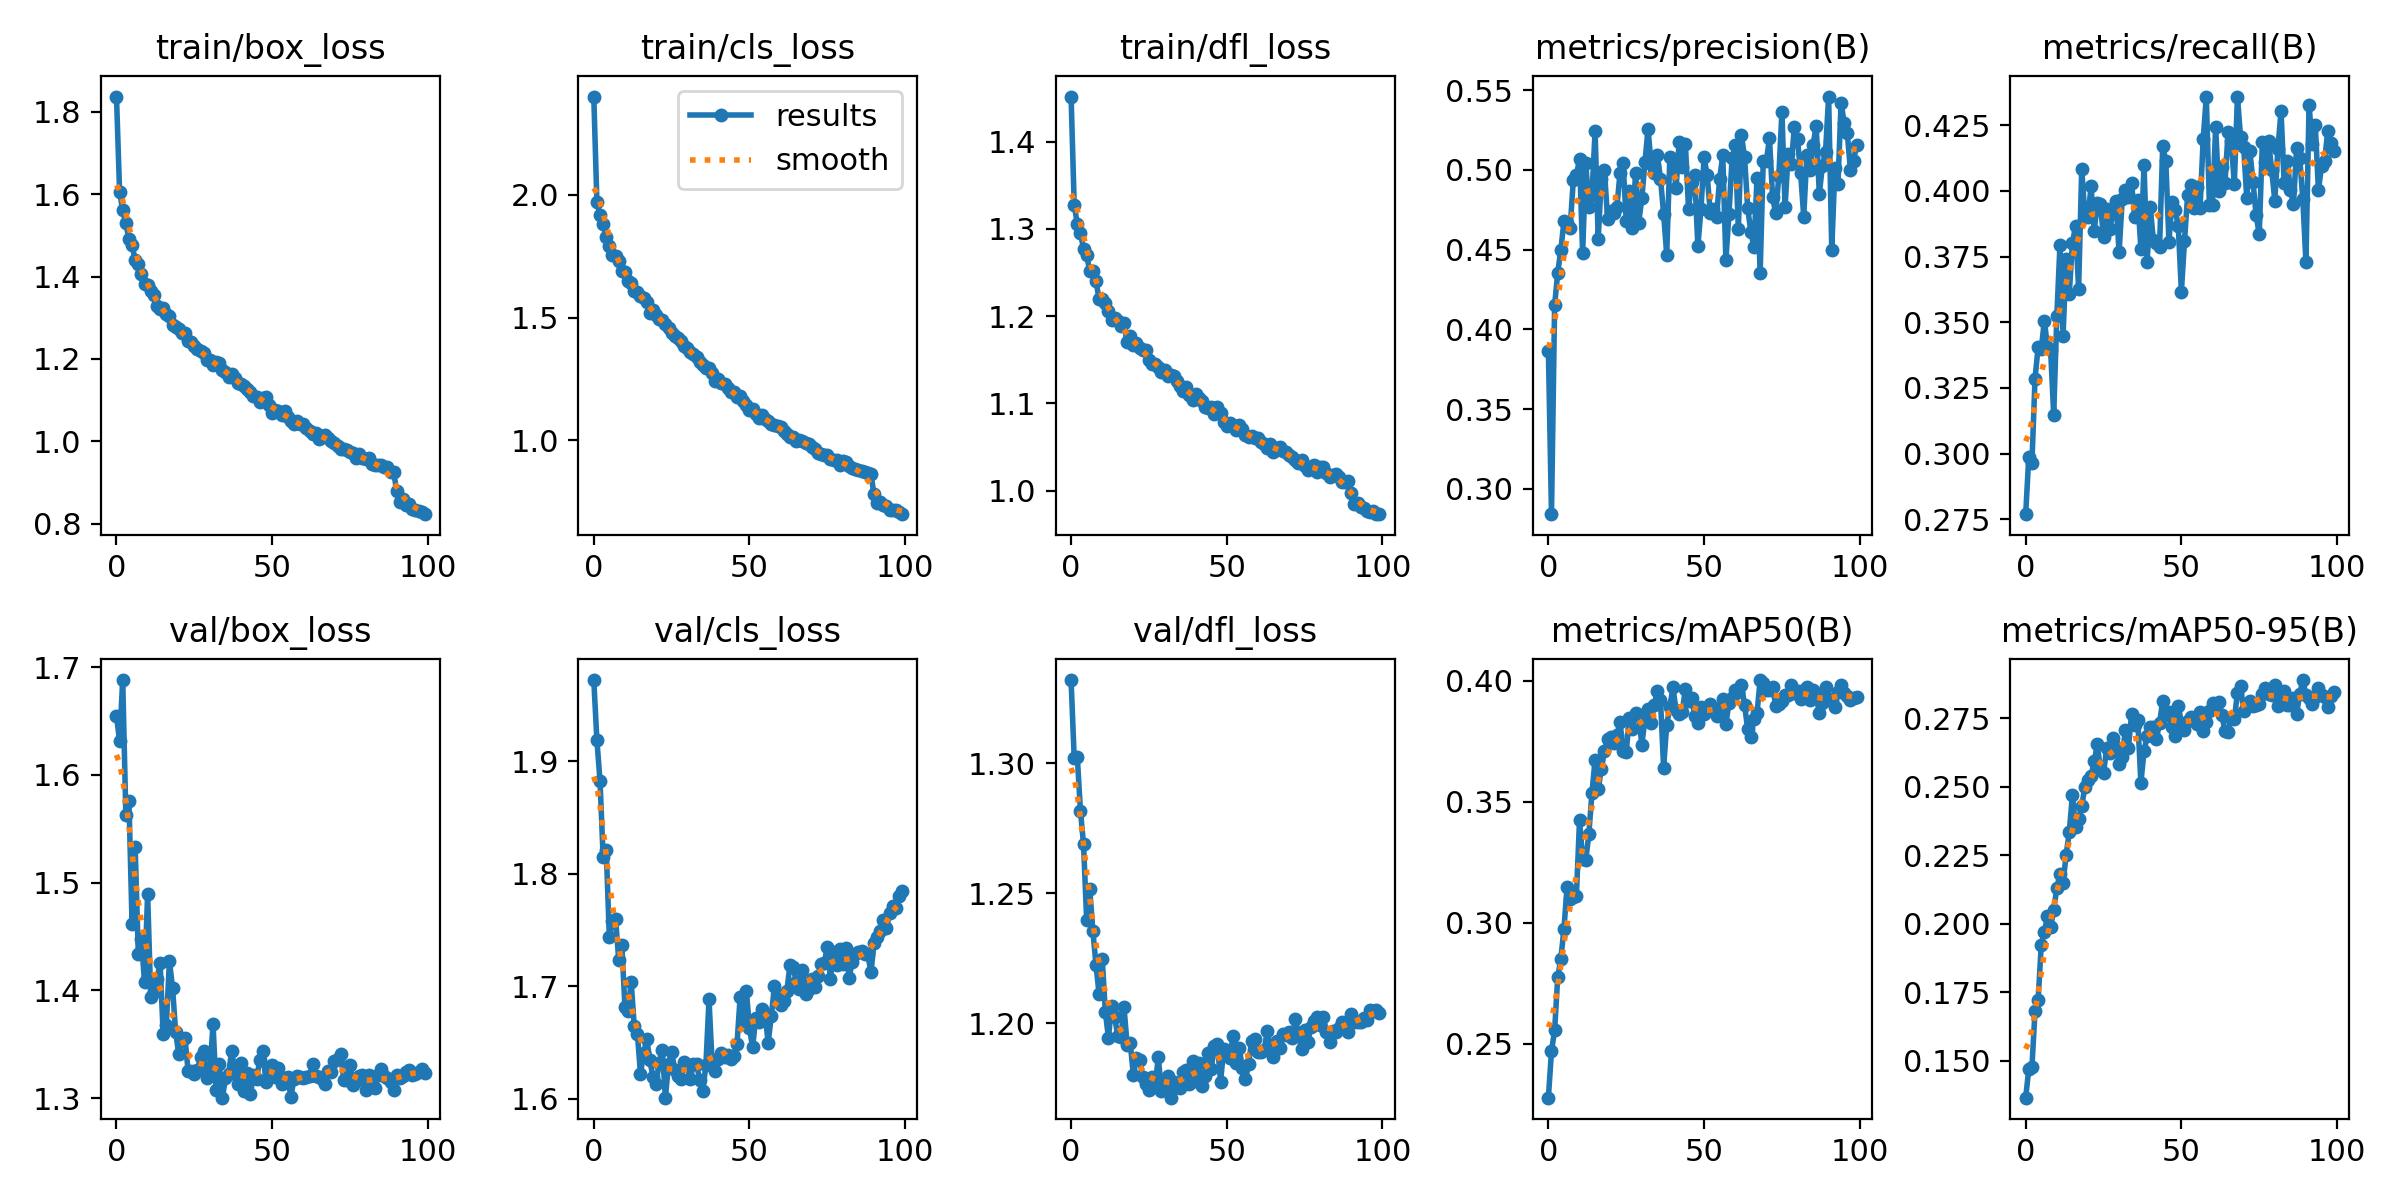 train/box_loss
1.8
1.6
1.4
1.2
1.0
0.8
0 50 100
train/cls_loss
results
smooth
2.0
1.5
1.0
0 50 100
train/dfl_loss
1.4
1.3
1.2
1.1
1.0
0 50 100
metrics/precision(B)
0.55
0.50
0.45
0.40
0.35
0.30
0 50 100
metrics/recall(B)
0.425
0.400
0.375
0.350
0.325
0.300
0.275
0 50 100
val/box_loss
1.7
1.6
1.5
1.4
1.3
0 50 100
val/cls_loss
1.9
1.8
1.7
1.6
0 50 100
val/dfl_loss
1.30
1.25
1.20
0 50 100
metrics/mAP50(B)
0.40
0.35
0.30
0.25
0 50 100
metrics/mAP50-95(B)
0.275
0.250
0.225
0.200
0.175
0.150
0 50 100